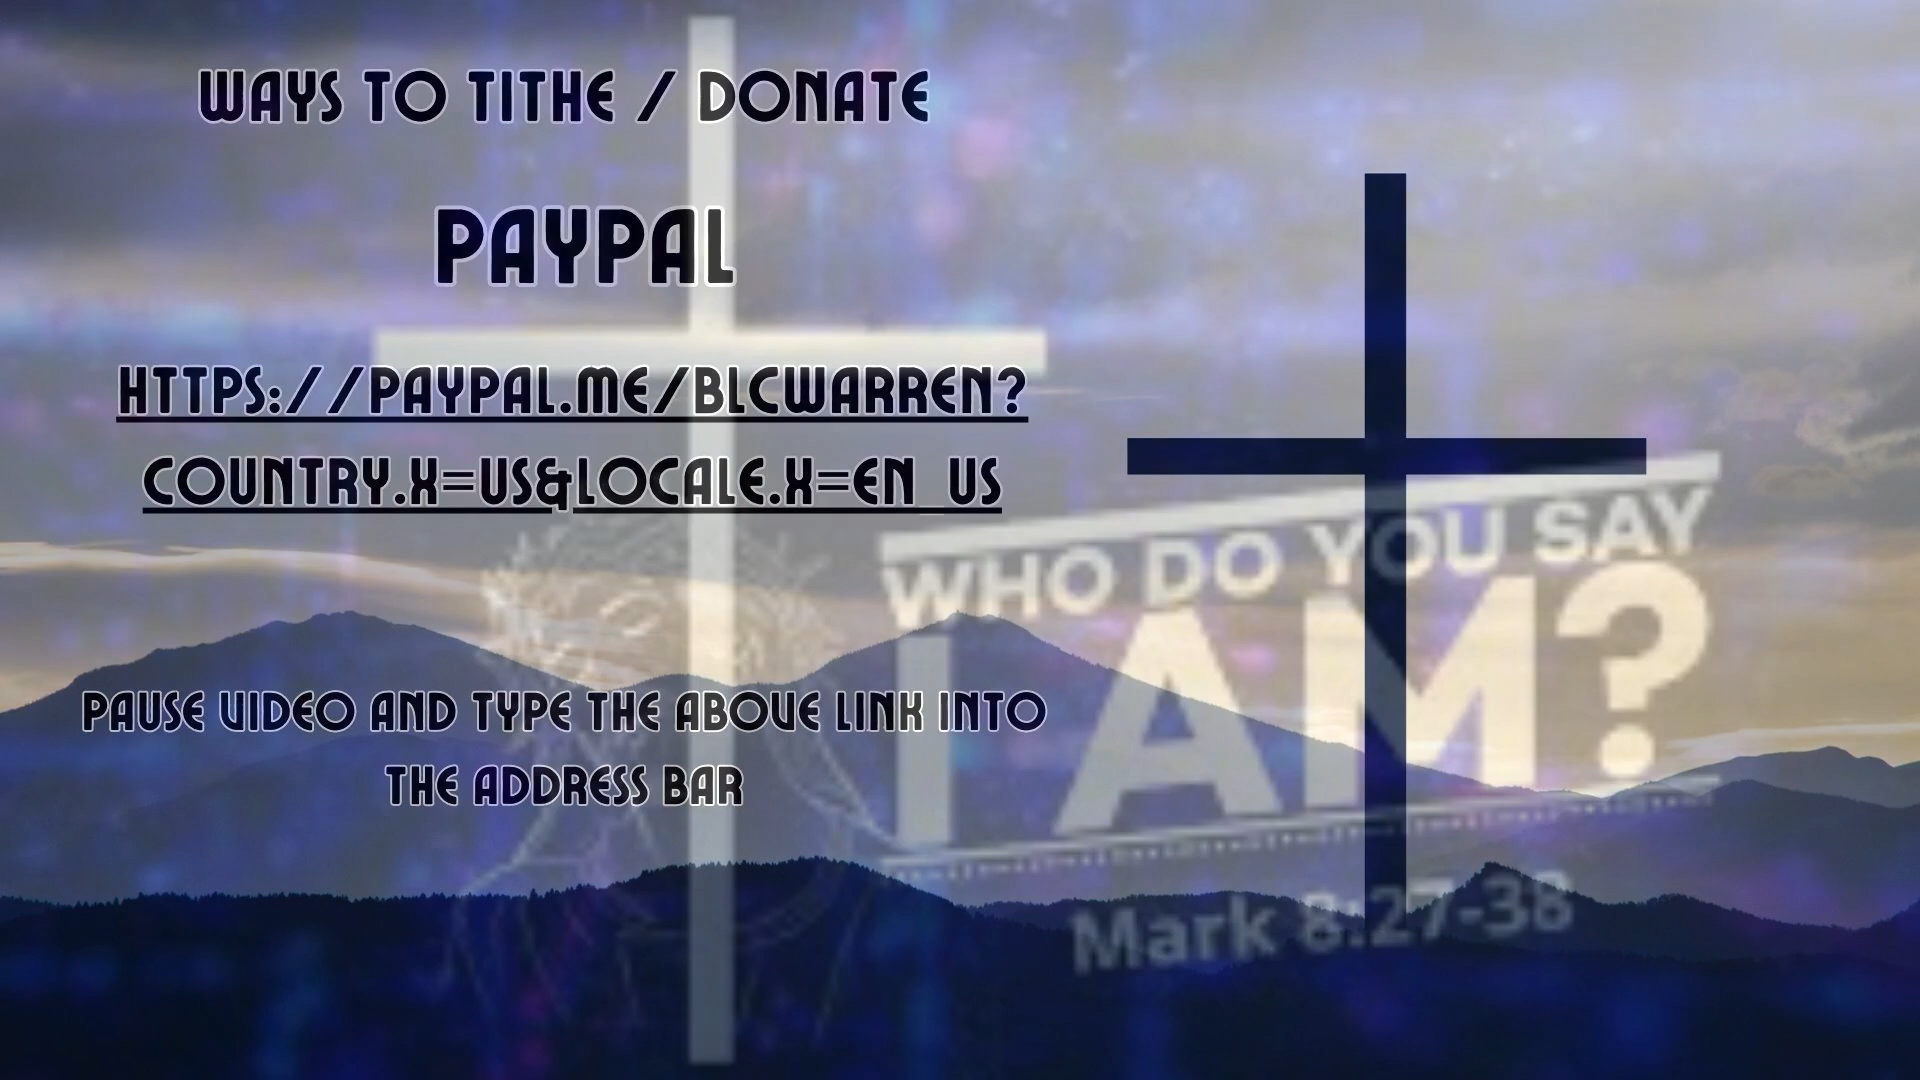 WAYS TO TITHE / DONATE
PAYPAL
HTTPS://PAYPAL.ME/BLCWARREN?
COUNTRY.X=US&LOCALE.X=EN_US
WHO DO YOU SAY
I AM?
PAUSE VIDEO AND TYPE THE ABOVE LINK INTO
THE ADDRESS BAR
Mark 8:27-38